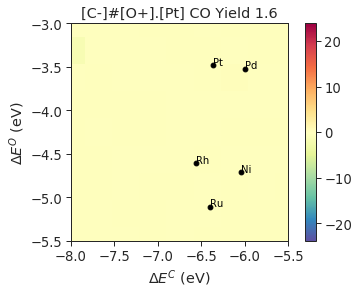 [C-]#[O+].[Pt] CO Yield 1.6
−3.0
−3.5
−4.0
−4.5
−5.0
−5.5
ΔE^O (eV)
Pt
Pd
Rh
Ni
Ru
−8.0 −7.5 −7.0 −6.5 −6.0 −5.5
ΔE^C (eV)
20
10
0
−10
−20